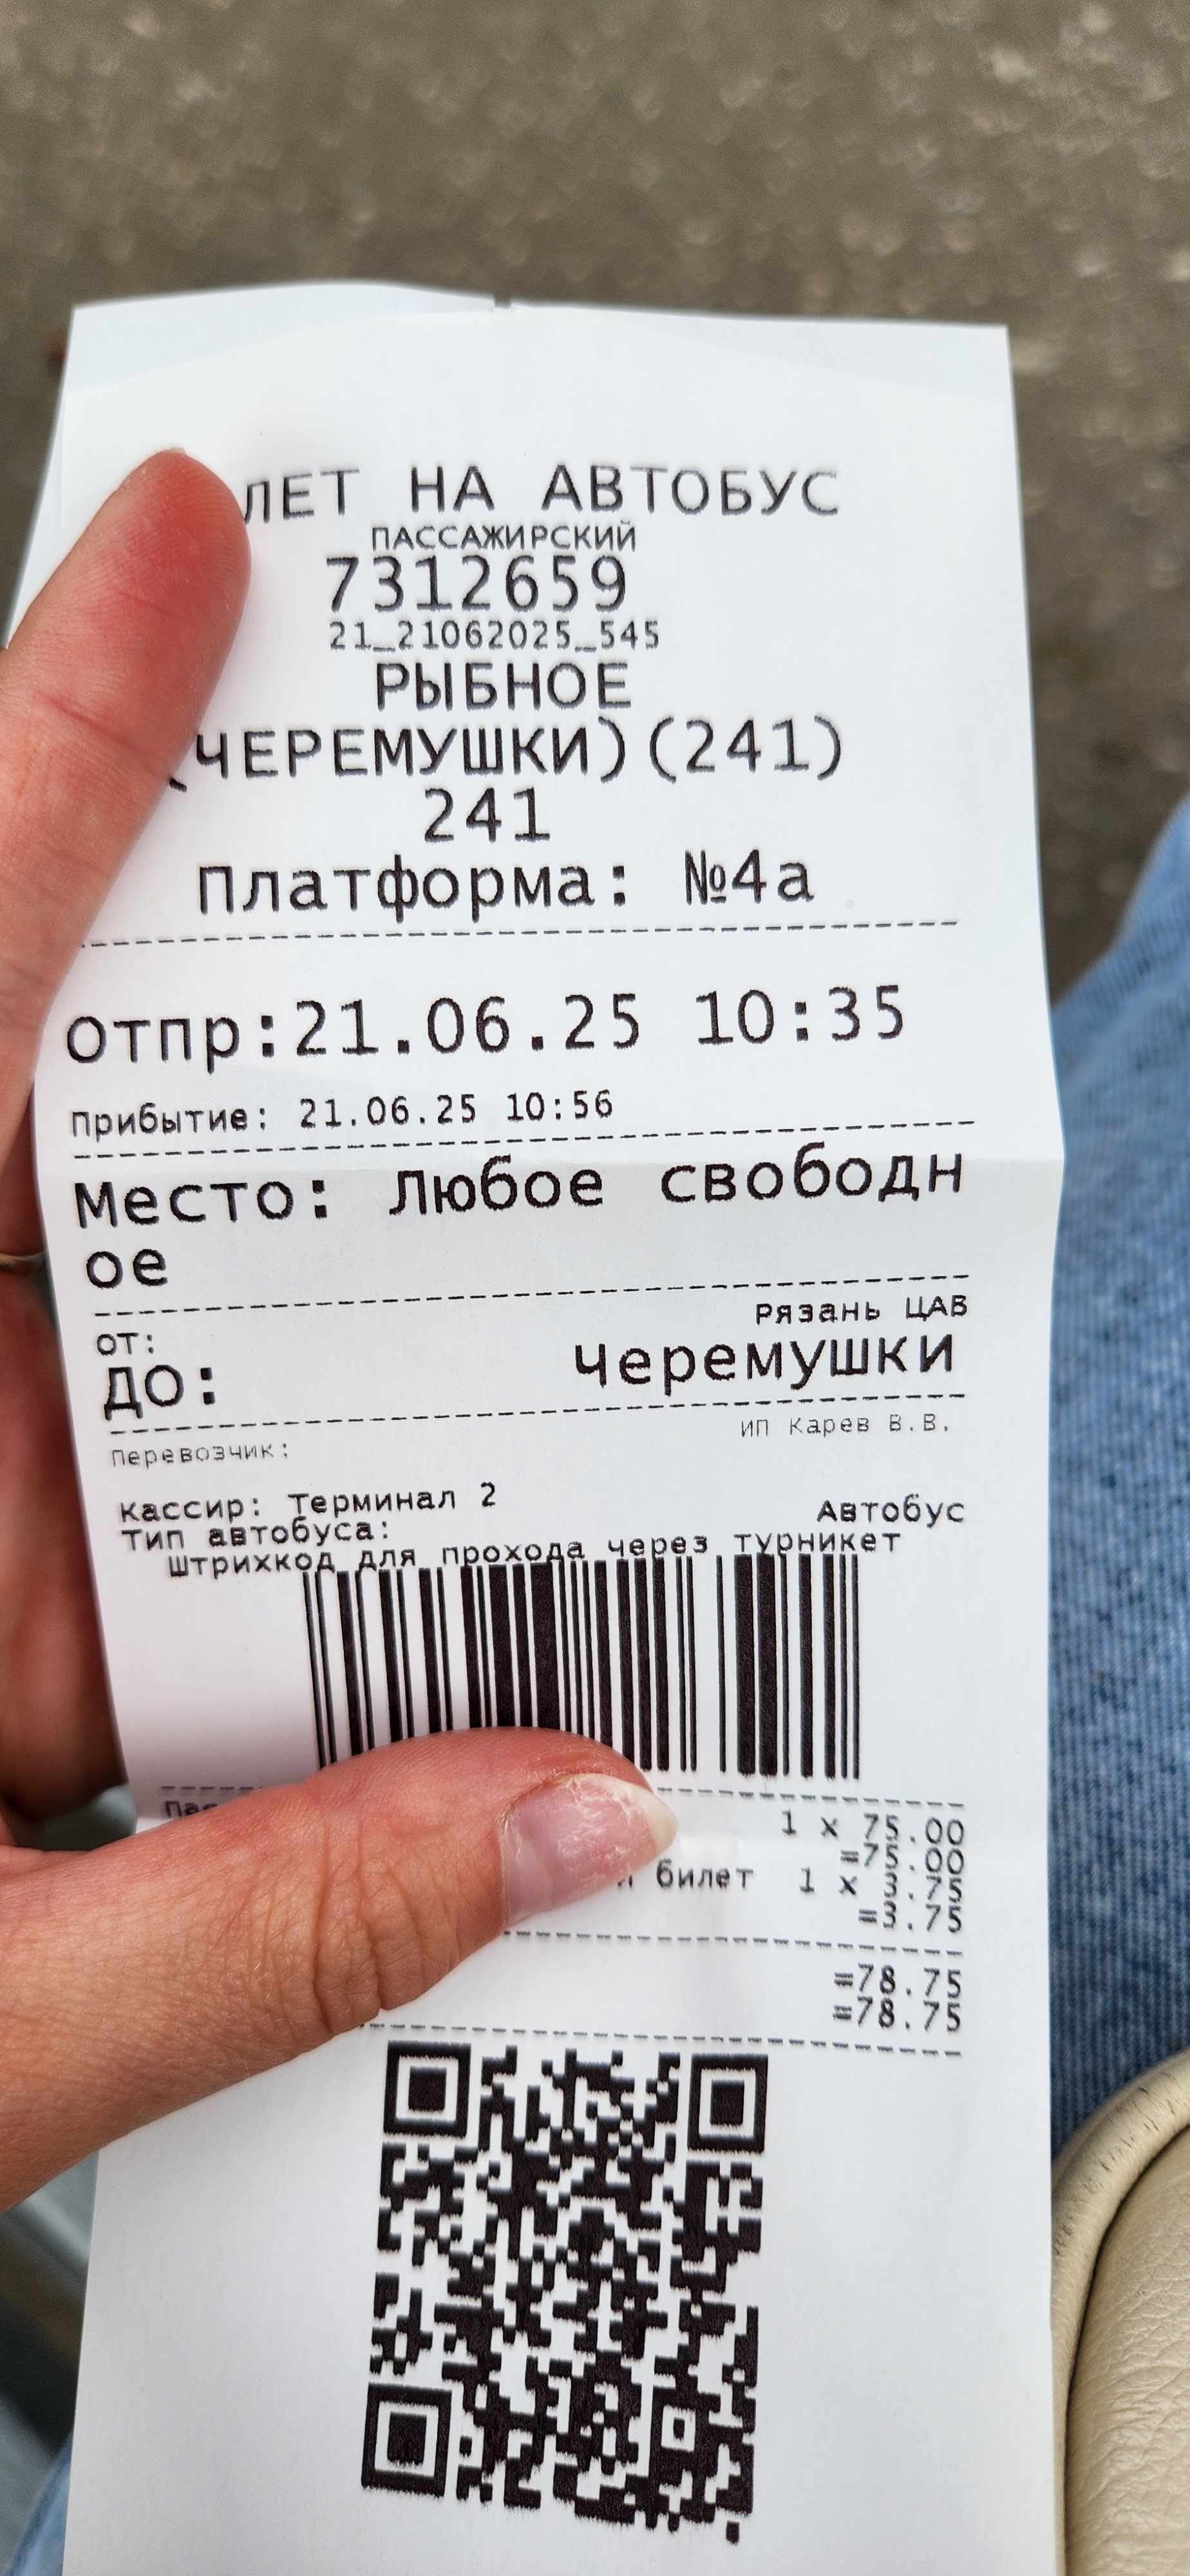 ЛЕТ НА АВТОБУС
ПАССАЖИРСКИЙ
7312659
21_21062025_545
РЫБНОЕ
(ЧЕРЕМУШКИ)(241)
241
Платформа: №4а
Отпр:21.06.25 10:35
Прибытие: 21.06.25 10:56
Место: Любое свободн
ое
от: Рязань ЦАВ
ДО: Черемушки
Перевозчик: ИП Карев В.В.
Кассир: Терминал 2
Тип автобуса: Автобус
Штрихкод для прохода через турникет
1 x 75.00
=75.00
билет 1 x 3.75
=3.75
=78.75
=78.75